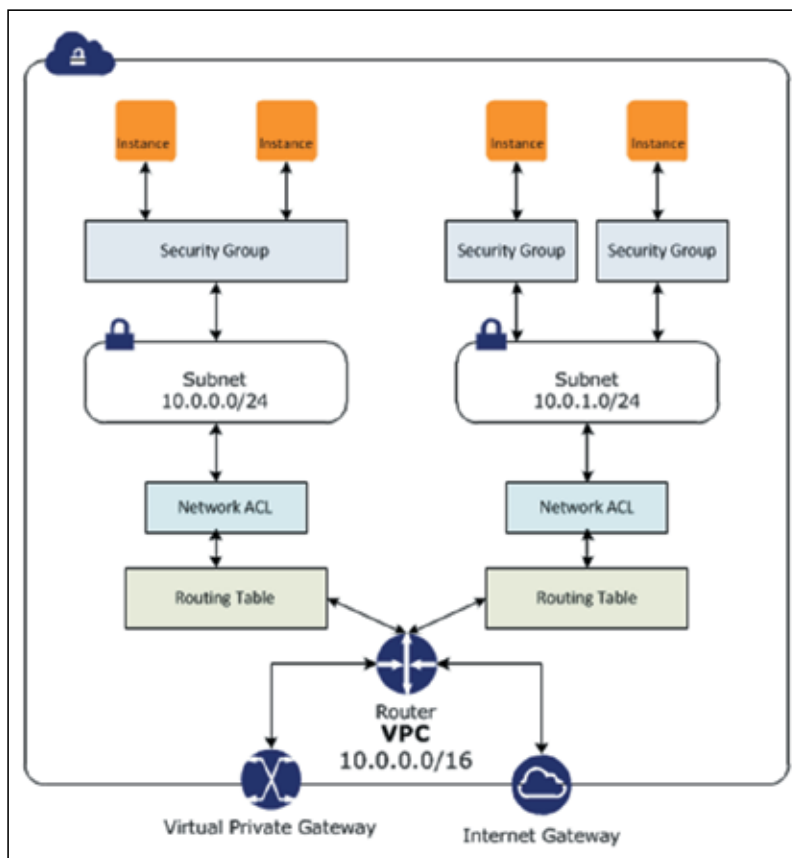 Instance
Instance
Instance
Instance
Security Group
Security Group
Security Group
Subnet
10.0.0.0/24
Subnet
10.0.1.0/24
Network ACL
Network ACL
Routing Table
Routing Table
Router
VPC
10.0.0.0/16
Virtual Private Gateway
Internet Gateway